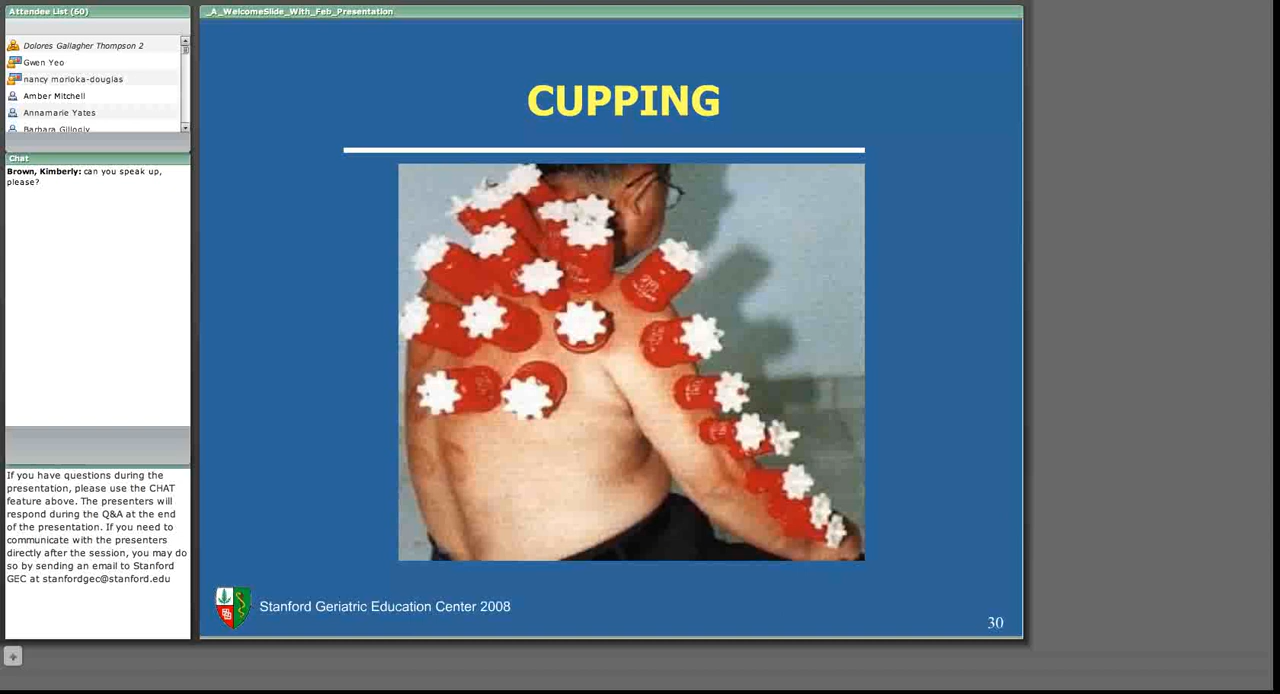 Attendee List (60)
Dolores Gallagher Thompson 2
Gwen Yeo
nancy morioka-douglas
Amber Mitchell
Annamarie Yates
Barbara Gillogly
Chat
Brown, Kimberly: can you speak up,
please?
If you have questions during the
presentation, please use the CHAT
feature above. The presenters will
respond during the Q&A at the end
of the presentation. If you need to
communicate with the presenters
directly after the session, you may do
so by sending an email to Stanford
GEC at stanfordgec@stanford.edu
_A_WelcomeSlide_With_Feb_Presentation
CUPPING
Stanford Geriatric Education Center 2008
30